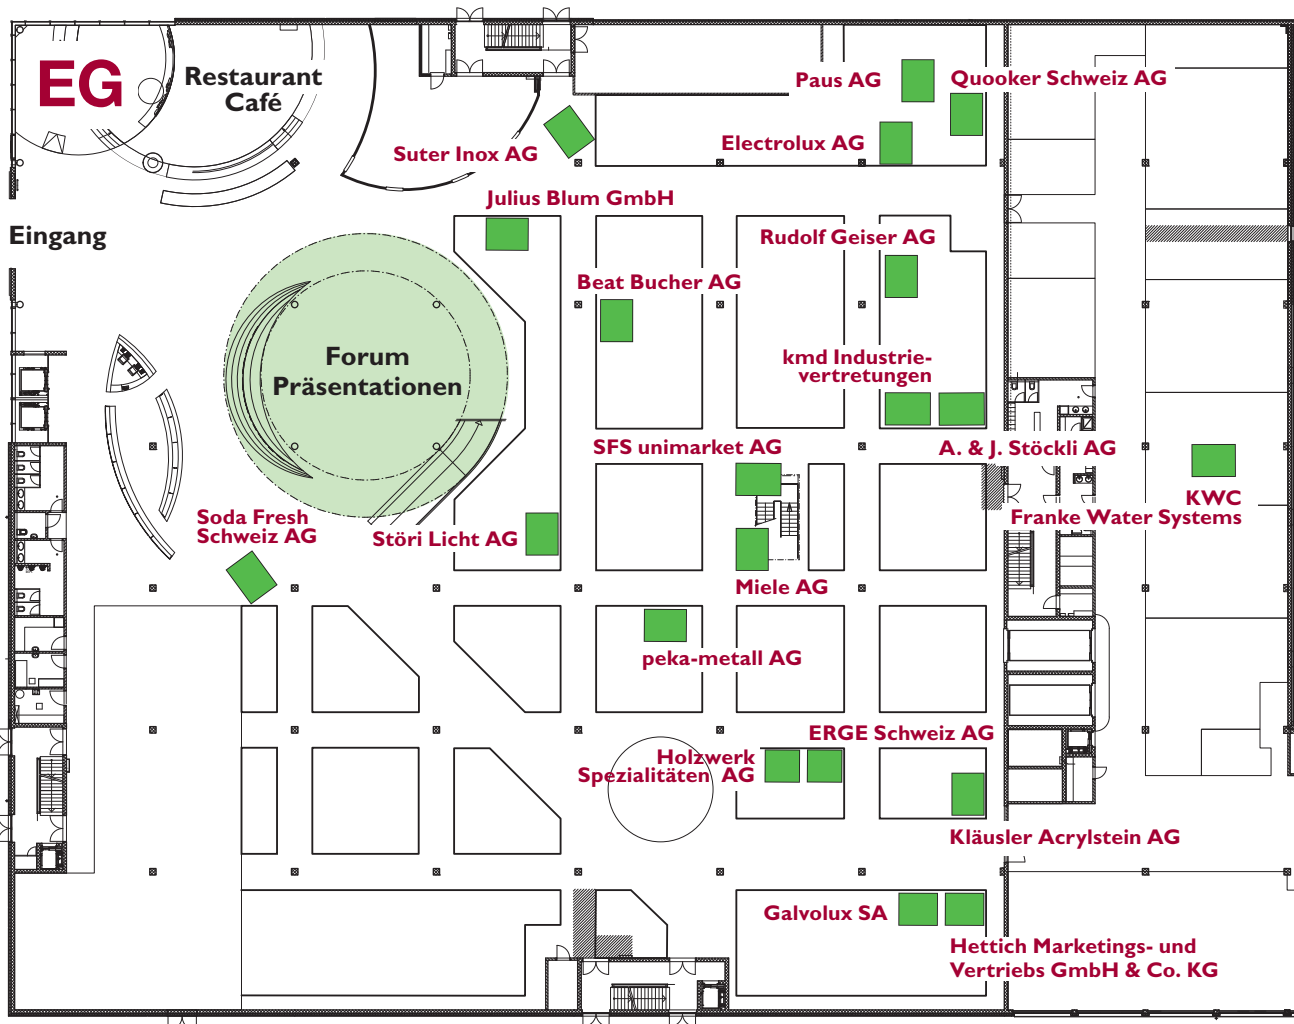 EG
Restaurant
Café
Paus AG
Quooker Schweiz AG
Electrolux AG
Suter Inox AG
Julius Blum GmbH
Eingang
Rudolf Geiser AG
Beat Bucher AG
Forum
Präsentationen
kmd Industrie-
vertretungen
SFS unimarket AG
A. & J. Stöckli AG
KWC
Franke Water Systems
Soda Fresh
Schweiz AG
Störi Licht AG
Miele AG
peka-metall AG
ERGE Schweiz AG
Holzwerk
Spezialitäten AG
Kläusler Acrylstein AG
Galvolux SA
Hettich Marketings- und
Vertriebs GmbH & Co. KG